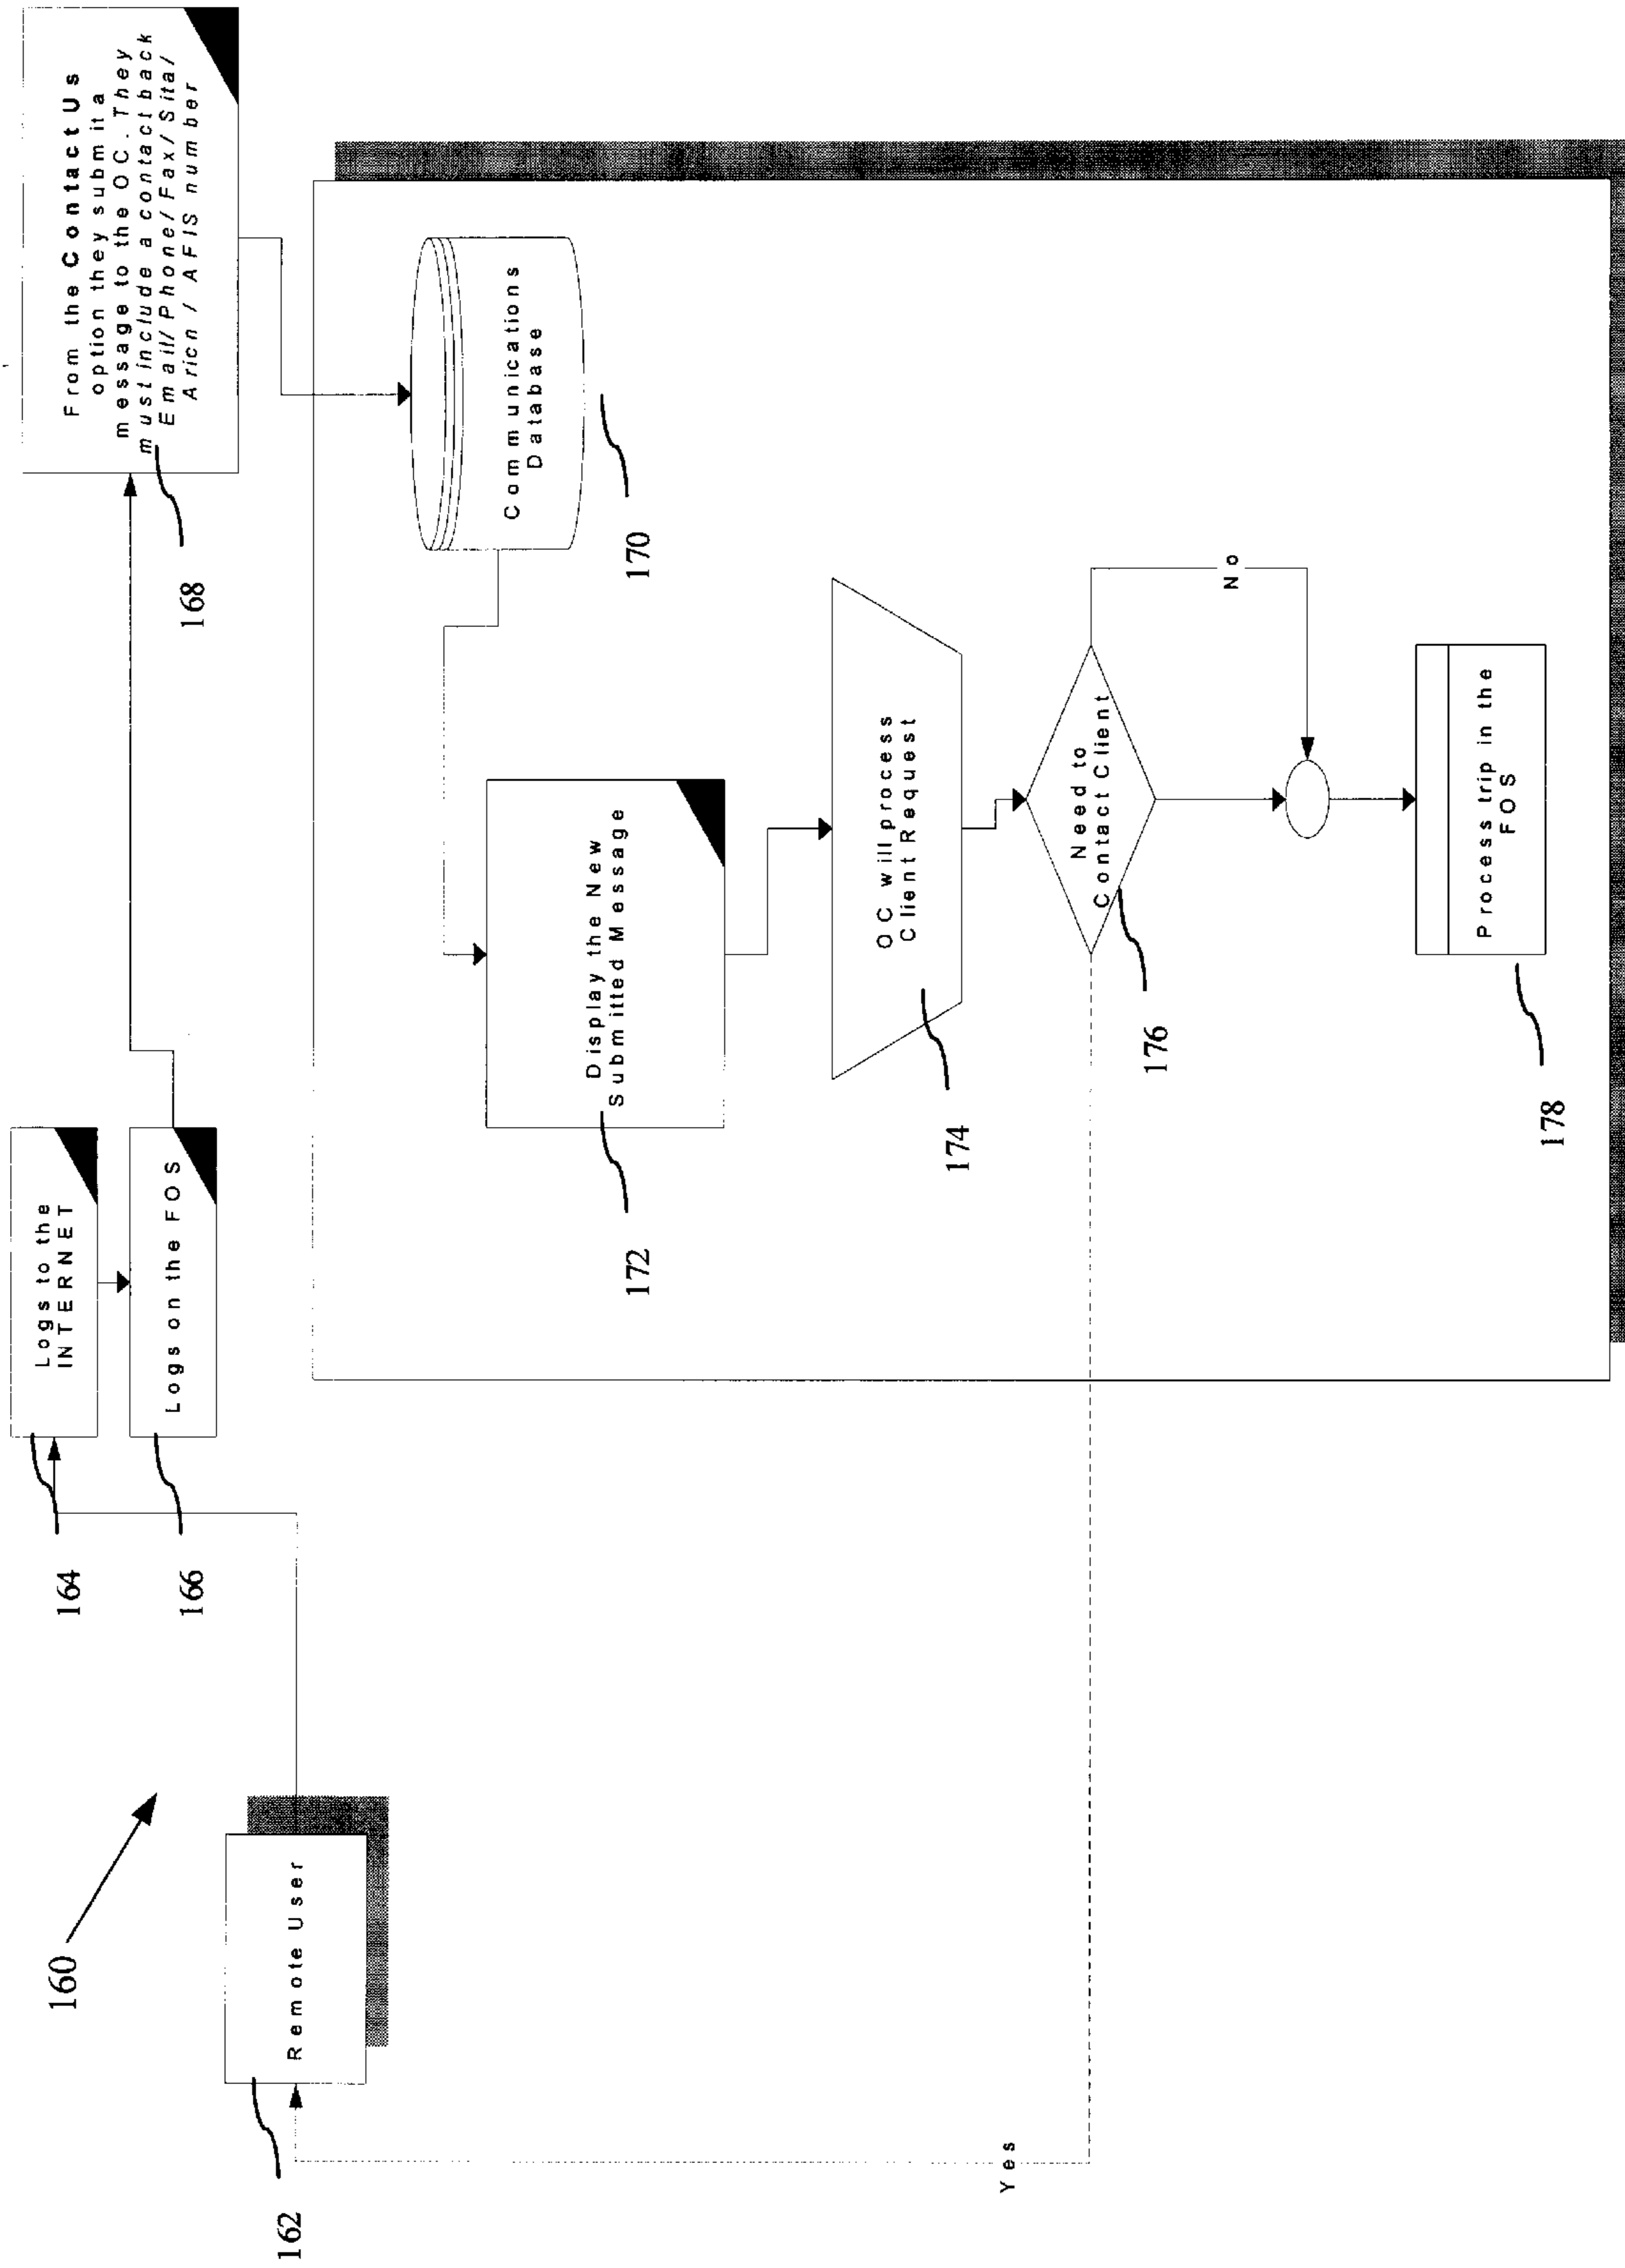 160
162
Remote User
164
Logs to the
INTERNET
166
Logs on the FOS
168
From the Contact Us
option they submit a
message to the OC. They
must include a contact back
Email/Phone/Fax/Sita/
Aricn / AFIS number
Communications
Database
170
Display the New
Submitted Message
172
OC will process
Client Request
174
Need to
Contact Client
176
Yes
No
Process trip in the
FOS
178